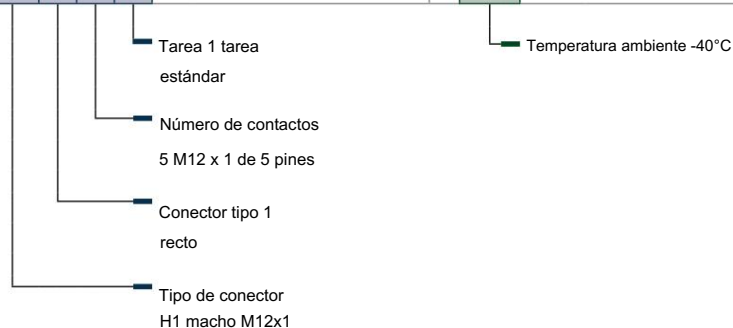 Tarea 1 tarea
estándar
Número de contactos
5 M12 x 1 de 5 pines
Conector tipo 1
recto
Tipo de conector
H1 macho M12x1
Temperatura ambiente -40°C